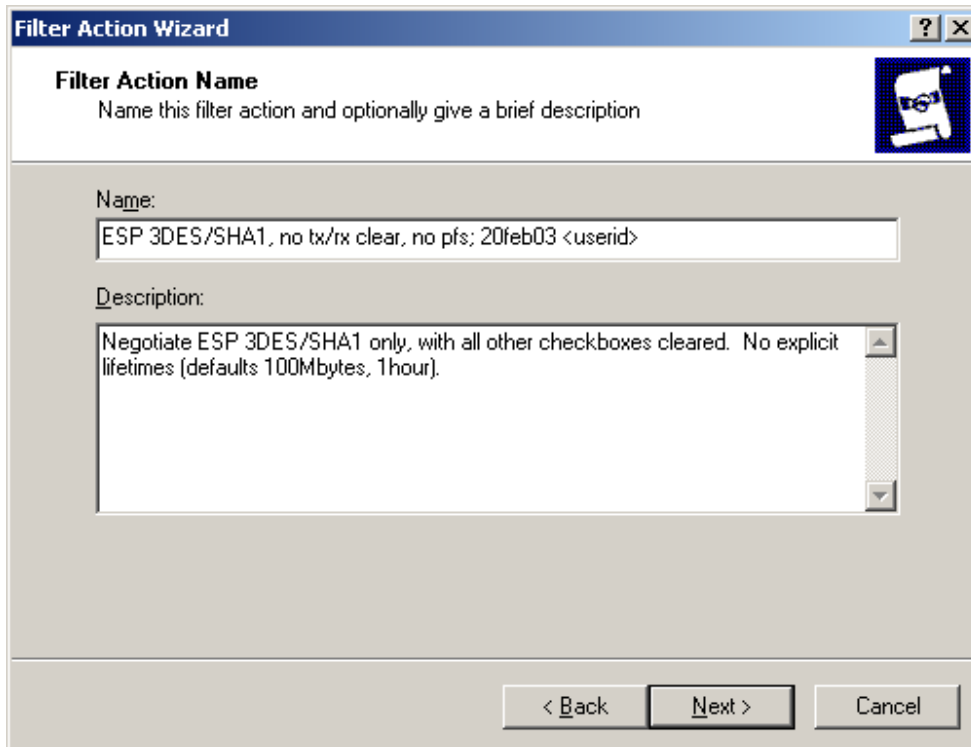 Filter Action Wizard
Filter Action Name
Name this filter action and optionally give a brief description
Name:
ESP 3DES/SHA1, no tx/rx clear, no pfs; 20feb03 <userid>
Description:
Negotiate ESP 3DES/SHA1 only, with all other checkboxes cleared.  No explicit
lifetimes (defaults 100Mbytes, 1hour).
< Back
Next >
Cancel